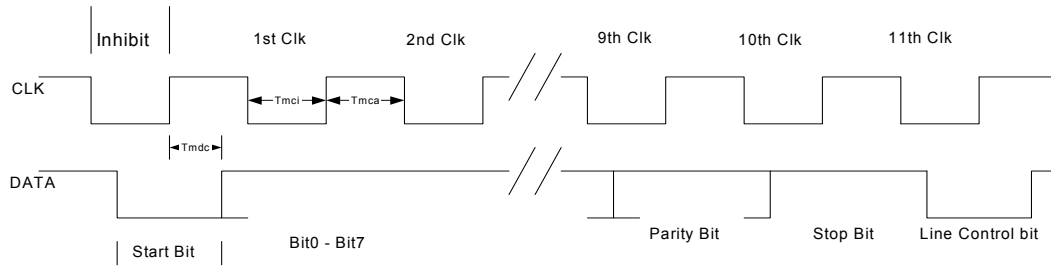 Inhibit
1st Clk
2nd Clk
9th Clk
10th Clk
11th Clk
CLK
Tmci
Tmca
Tmdc
DATA
Start Bit
Bit0 - Bit7
Parity Bit
Stop Bit
Line Control bit